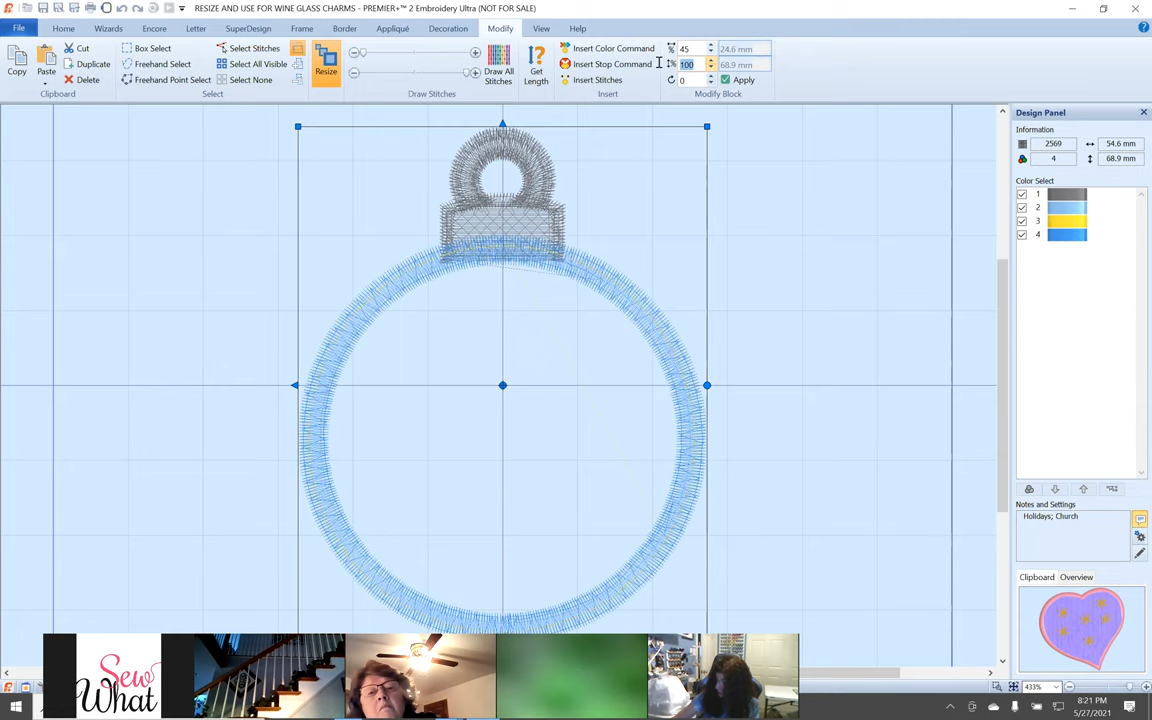 RESIZE AND USE FOR WINE GLASS CHARMS - PREMIER+™ 2 Embroidery Ultra (NOT FOR SALE)
File Home Wizards Encore Letter SuperDesign Frame Border Appliqué Decoration Modify View Help
Copy Paste Cut Duplicate Delete
Clipboard
Box Select Freehand Select Freehand Point Select
Select Stitches Select All Visible Select None
Select
Resize
Draw All Stitches
Draw Stitches
Get Length
Insert Color Command
Insert Stop Command
Insert Stitches
Insert
% 45 24.6 mm
% 100 68.9 mm
0 Apply
Modify Block
Design Panel
Information
2569 54.6 mm
4 68.9 mm
Color Select
1
2
3
4
Notes and Settings
Holidays; Church
Clipboard Overview
Sew
What
433%
8:21 PM
5/27/2021